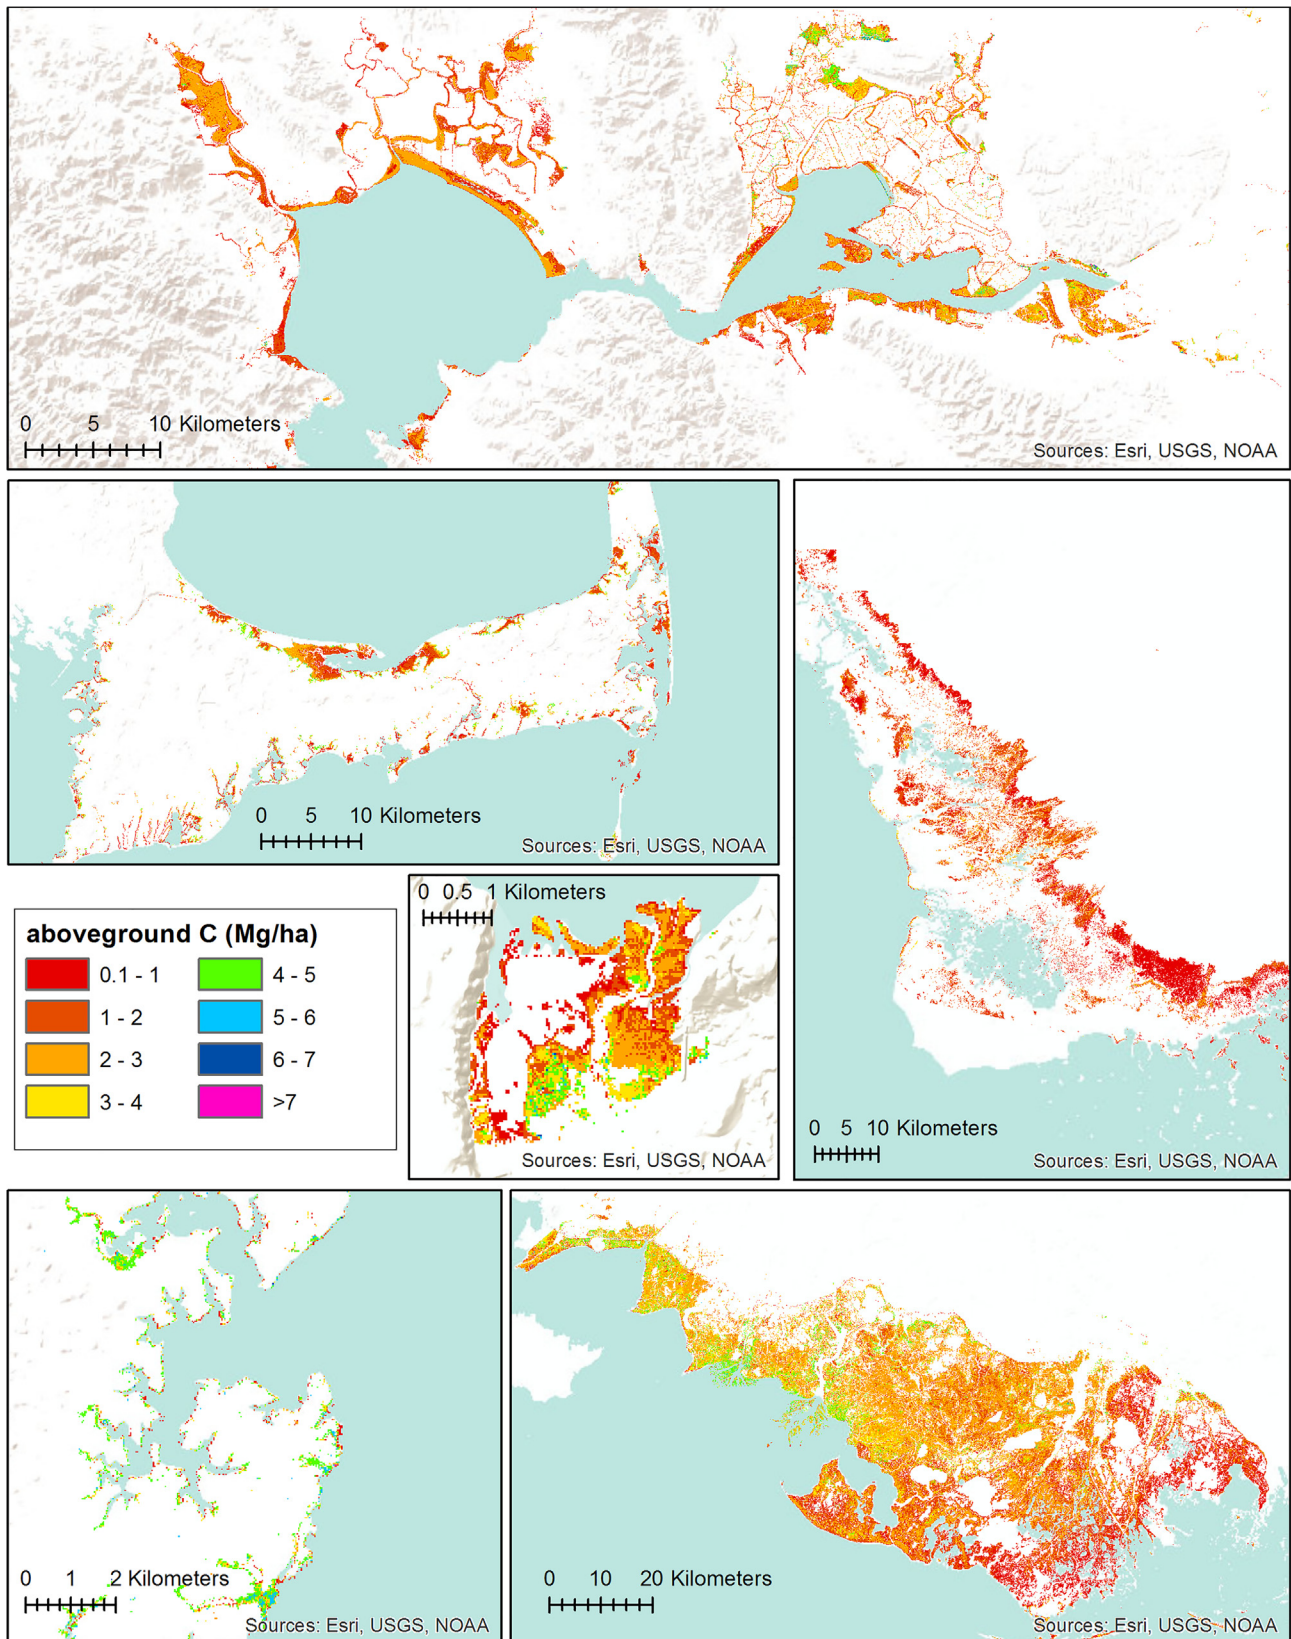 0 5 10 Kilometers
Sources: Esri, USGS, NOAA
0 5 10 Kilometers
Sources: Esri, USGS, NOAA
0 5 10 Kilometers
Sources: Esri, USGS, NOAA
0 0.5 1 Kilometers
Sources: Esri, USGS, NOAA
aboveground C (Mg/ha)
0.1 - 1
1 - 2
2 - 3
3 - 4
4 - 5
5 - 6
6 - 7
>7
0 1 2 Kilometers
Sources: Esri, USGS, NOAA
0 10 20 Kilometers
Sources: Esri, USGS, NOAA